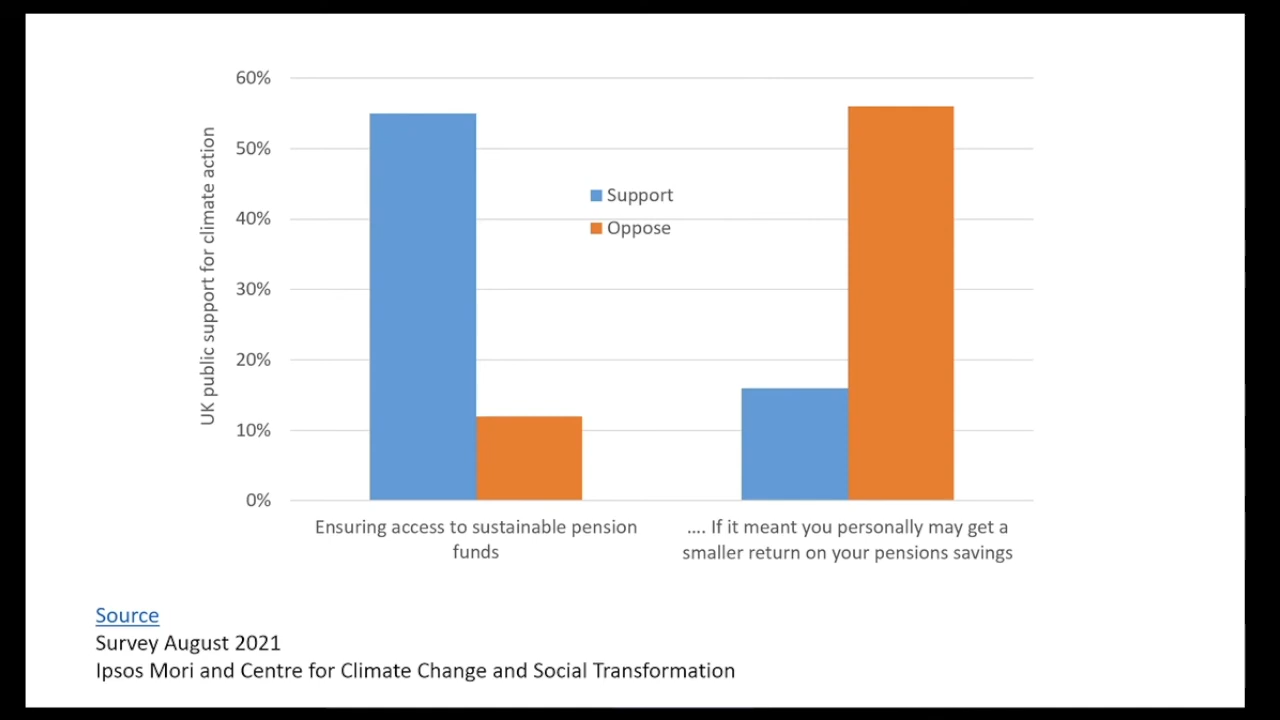 60%
50%
40%
30%
20%
10%
0%
UK public support for climate action
Support
Oppose
Ensuring access to sustainable pension
funds
.... If it meant you personally may get a
smaller return on your pensions savings
Source
Survey August 2021
Ipsos Mori and Centre for Climate Change and Social Transformation